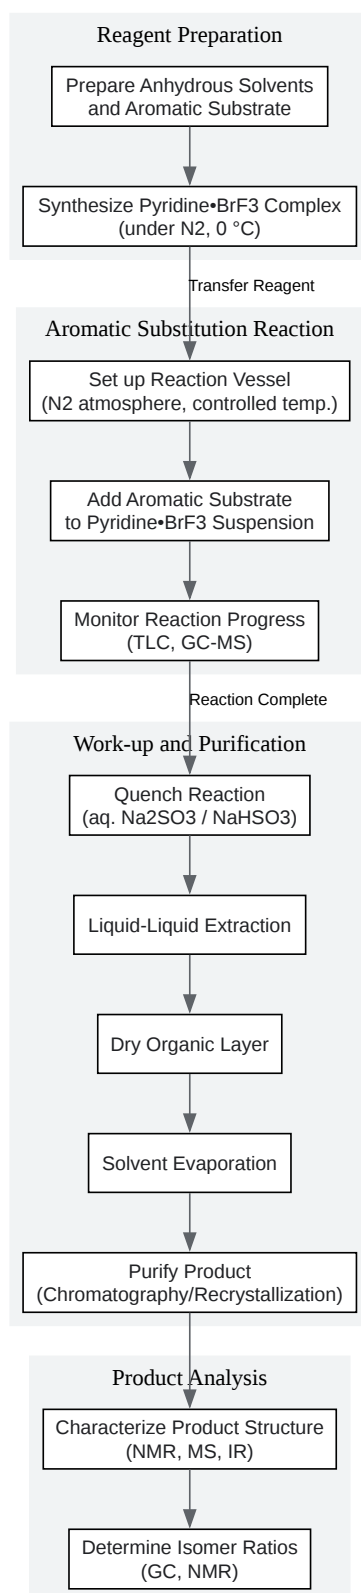 Reagent Preparation
Prepare Anhydrous Solvents
and Aromatic Substrate
Synthesize Pyridine•BrF3 Complex
(under N2, 0 °C)
Transfer Reagent
Aromatic Substitution Reaction
Set up Reaction Vessel
(N2 atmosphere, controlled temp.)
Add Aromatic Substrate
to Pyridine•BrF3 Suspension
Monitor Reaction Progress
(TLC, GC-MS)
Reaction Complete
Work-up and Purification
Quench Reaction
(aq. Na2SO3 / NaHSO3)
Liquid-Liquid Extraction
Dry Organic Layer
Solvent Evaporation
Purify Product
(Chromatography/Recrystallization)
Product Analysis
Characterize Product Structure
(NMR, MS, IR)
Determine Isomer Ratios
(GC, NMR)